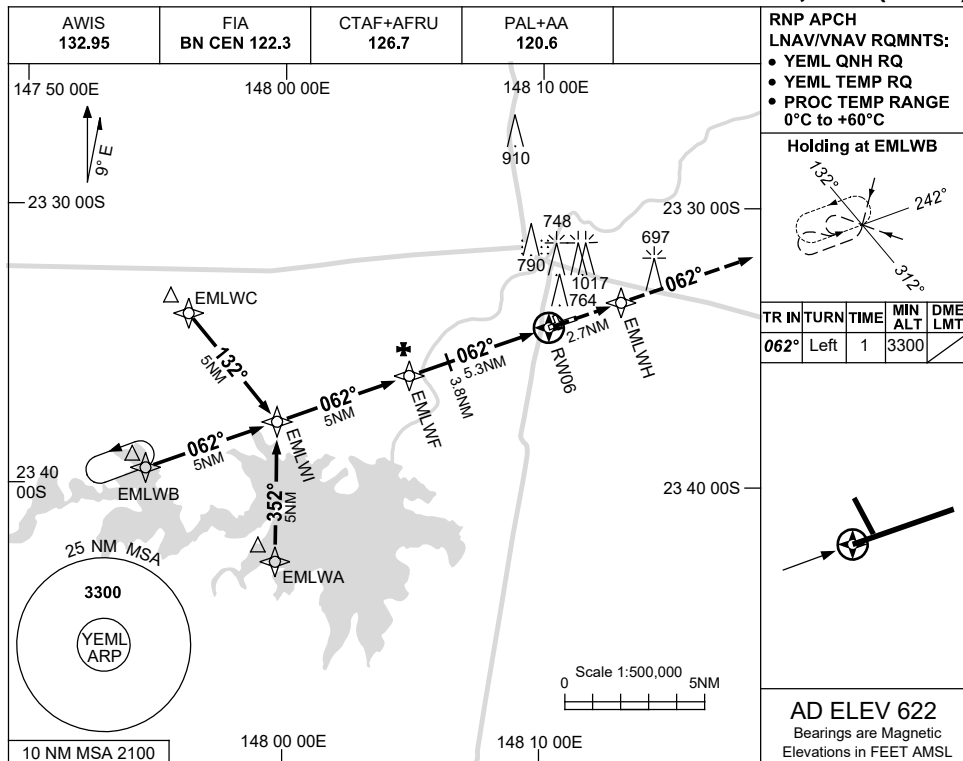 AWIS
132.95
FIA
BN CEN 122.3
CTAF+AFRU
126.7
PAL+AA
120.6
RNP APCH
LNAV/VNAV RQMNTS:
• YEML QNH RQ
• YEML TEMP RQ
• PROC TEMP RANGE
0°C to +60°C
147 50 00E
148 00 00E
148 10 00E
9° E
910
23 30 00S
23 30 00S
748
790
1017
764
697
062°
EMLWC
132°
5NM
062°
5NM
EMLWF
3.8NM
062°
5.3NM
RW06
2.7NM
EMLWH
062°
5NM
EMLWI
EMLWB
352°
5NM
EMLWA
23 40
00S
23 40 00S
25 NM MSA
3300
YEML
ARP
10 NM MSA 2100
148 00 00E
148 10 00E
Scale 1:500,000
0
5NM
Holding at EMLWB
132°
242°
312°
TR IN TURN TIME MIN ALT DME LMT
062° Left 1 3300
AD ELEV 622
Bearings are Magnetic
Elevations in FEET AMSL